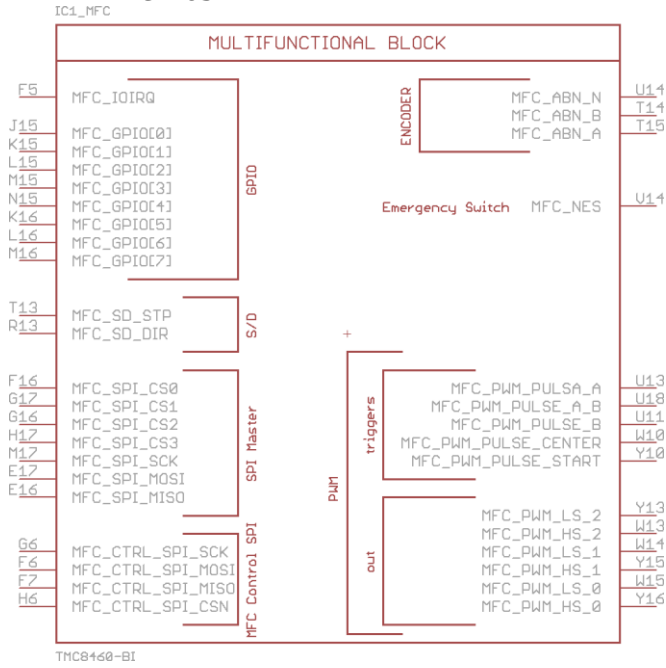 IC1_MFC
MULTIFUNCTIONAL BLOCK
F5 MFC_IOIRQ
J15 MFC_GPIO[0]
K15 MFC_GPIO[1]
L15 MFC_GPIO[2]
M15 MFC_GPIO[3]
N15 MFC_GPIO[4]
K16 MFC_GPIO[5]
L16 MFC_GPIO[6]
M16 MFC_GPIO[7]
GPIO
T13 MFC_SD_STP
R13 MFC_SD_DIR
S/D
F16 MFC_SPI_CS0
G17 MFC_SPI_CS1
G16 MFC_SPI_CS2
H17 MFC_SPI_CS3
M17 MFC_SPI_SCK
E17 MFC_SPI_MOSI
E16 MFC_SPI_MISO
SPI Master
G6 MFC_CTRL_SPI_SCK
F6 MFC_CTRL_SPI_MOSI
F7 MFC_CTRL_SPI_MISO
H6 MFC_CTRL_SPI_CSN
MFC Control SPI
ENCODER
MFC_ABN_N U14
MFC_ABN_B T14
MFC_ABN_A T15
Emergency Switch MFC_NES V14
PWM
triggers
MFC_PWM_PULSA_A U13
MFC_PWM_PULSE_A_B U18
MFC_PWM_PULSE_B U11
MFC_PWM_PULSE_CENTER W10
MFC_PWM_PULSE_START Y10
out
MFC_PWM_LS_2 Y13
MFC_PWM_HS_2 W13
MFC_PWM_LS_1 W14
MFC_PWM_HS_1 Y15
MFC_PWM_LS_0 W15
MFC_PWM_HS_0 Y16
TMC8460-BI